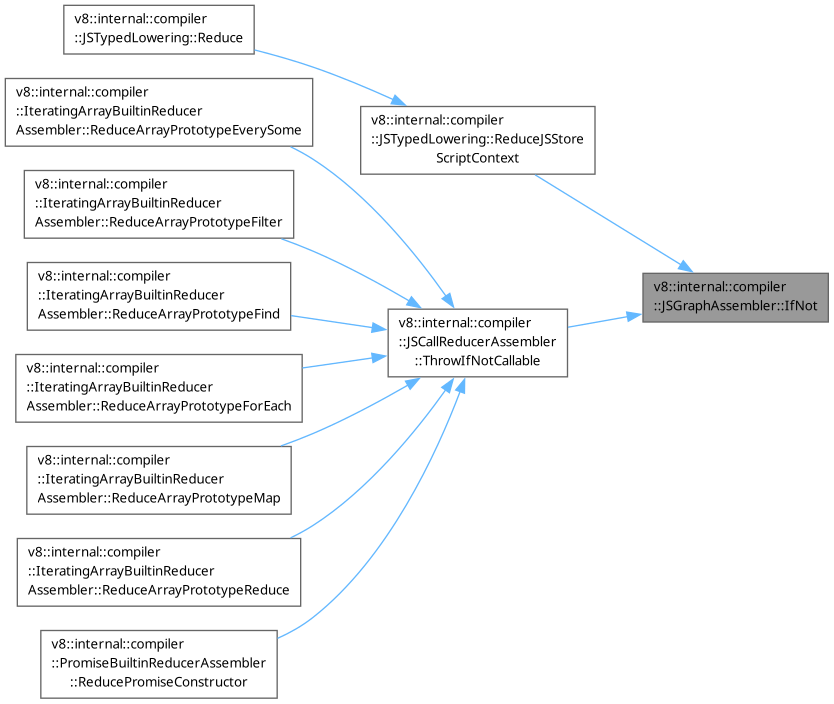 v8::internal::compiler
::JSTypedLowering::Reduce
v8::internal::compiler
::IteratingArrayBuiltinReducer
Assembler::ReduceArrayPrototypeEverySome
v8::internal::compiler
::JSTypedLowering::ReduceJSStore
ScriptContext
v8::internal::compiler
::IteratingArrayBuiltinReducer
Assembler::ReduceArrayPrototypeFilter
v8::internal::compiler
::IteratingArrayBuiltinReducer
Assembler::ReduceArrayPrototypeFind
v8::internal::compiler
::JSGraphAssembler::IfNot
v8::internal::compiler
::JSCallReducerAssembler
::ThrowIfNotCallable
v8::internal::compiler
::IteratingArrayBuiltinReducer
Assembler::ReduceArrayPrototypeForEach
v8::internal::compiler
::IteratingArrayBuiltinReducer
Assembler::ReduceArrayPrototypeMap
v8::internal::compiler
::IteratingArrayBuiltinReducer
Assembler::ReduceArrayPrototypeReduce
v8::internal::compiler
::PromiseBuiltinReducerAssembler
::ReducePromiseConstructor